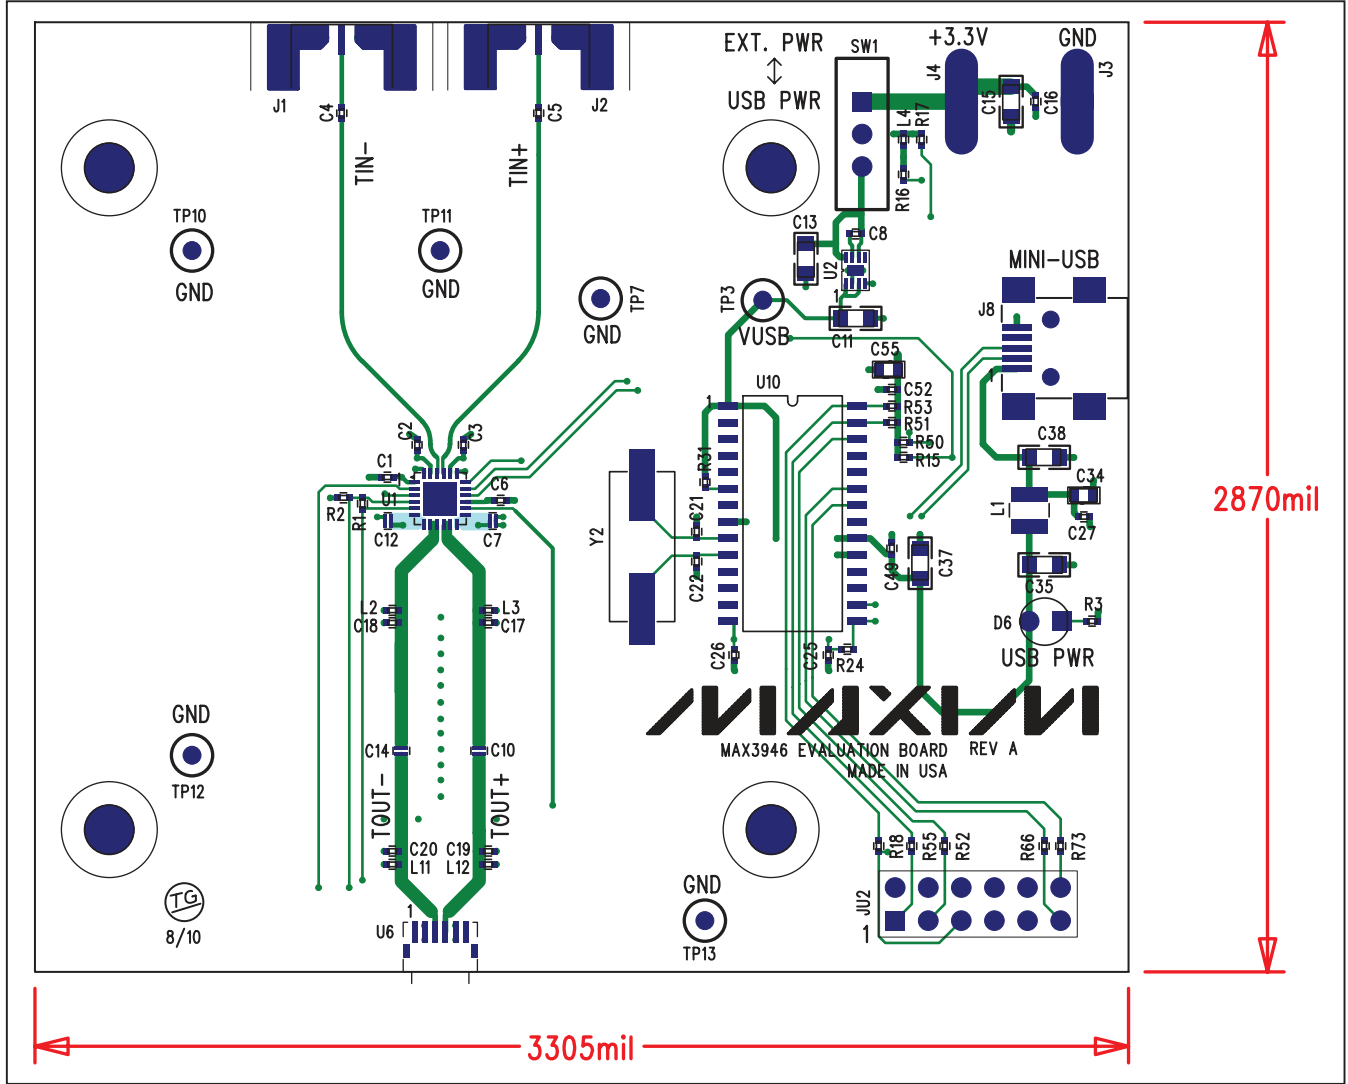 EXT. PWR
USB PWR
SW1
+3.3V
GND
J4
J3
J1
J2
C4
C5
C15
C16
L4
R17
R16
TIN-
TIN+
TP10
GND
TP11
GND
TP7
GND
C13
C8
U2
1
TP3
VUSB
C11
MINI-USB
J8
1
C55
U10
1
C52
R53
R51
R50
R15
C38
C34
L1
C27
C35
2870mil
C2
C3
C1
U1
C6
R2
R1
C12
C7
R31
Y2
C21
C22
C49
C37
D6
R3
USB PWR
L2
C18
L3
C17
C26
C25
R24
MAXIM
MAX3946 EVALUATION BOARD REV A
MADE IN USA
GND
TP12
C14
C10
TOUT-
TOUT+
C20
L11
C19
L12
R18
R55
R52
R66
R73
GND
TP13
JU2
1
TG
8/10
1
U6
3305mil